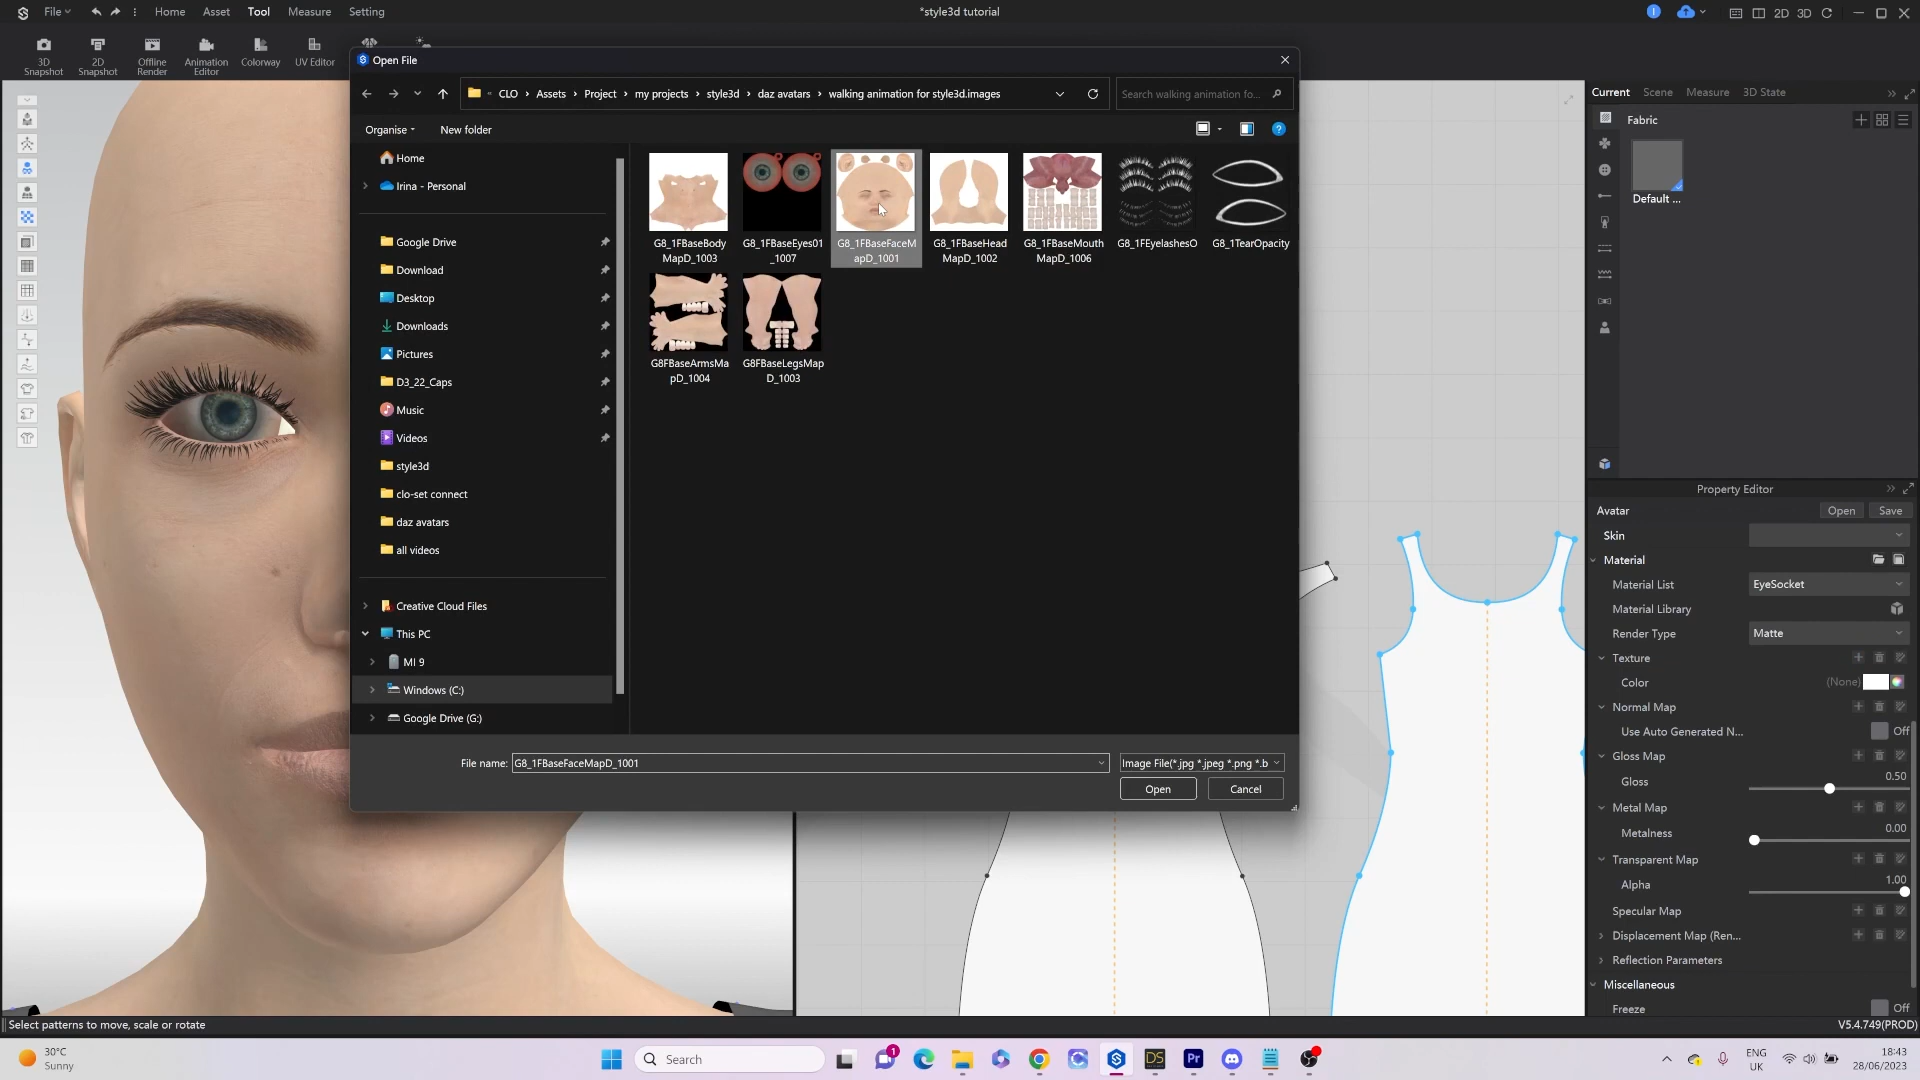 File
Home
Asset
Tool
Measure
Setting
*style3d tutorial
I
2D
3D
3D
Snapshot
2D
Snapshot
Offline
Render
Animation
Editor
Colorway
UV Editor
Open File
CLO › Assets › Project › my projects › style3d › daz avatars › walking animation for style3d.images
Search walking animation fo...
Organise
New folder
Home
Irina - Personal
Google Drive
Download
Desktop
Downloads
Pictures
D3_22_Caps
Music
Videos
style3d
clo-set connect
daz avatars
all videos
Creative Cloud Files
This PC
MI 9
Windows (C:)
Google Drive (G:)
G8_1FBaseBody
MapD_1003
G8_1FBaseEyes01
_1007
G8_1FBaseFaceM
apD_1001
G8_1FBaseHead
MapD_1002
G8_1FBaseMouth
MapD_1006
G8_1FEyelashesO
G8_1TearOpacity
G8FBaseArmsMa
pD_1004
G8FBaseLegsMap
D_1003
File name:
G8_1FBaseFaceMapD_1001
Image File(*.jpg *.jpeg *.png *.b
Open
Cancel
Current
Scene
Measure
3D State
Fabric
Default ...
Property Editor
Avatar
Open
Save
Skin
Material
Material List
EyeSocket
Material Library
Render Type
Matte
Texture
Color
(None)
Normal Map
Use Auto Generated N...
Off
Gloss Map
Gloss
0.50
Metal Map
Metalness
0.00
Transparent Map
Alpha
1.00
Specular Map
Displacement Map (Ren...
Reflection Parameters
Miscellaneous
Freeze
Off
Select patterns to move, scale or rotate
V5.4.749(PROD)
30°C
Sunny
Search
1
DS
Pr
ENG
UK
18:43
28/06/2023